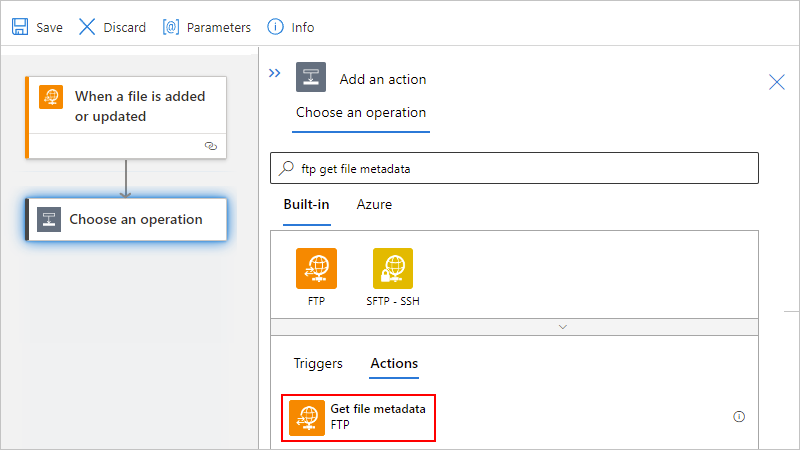 Save Discard [@] Parameters Info
When a file is added
or updated
Choose an operation
Add an action
Choose an operation
ftp get file metadata
Built-in Azure
FTP SFTP - SSH
Triggers Actions
Get file metadata
FTP